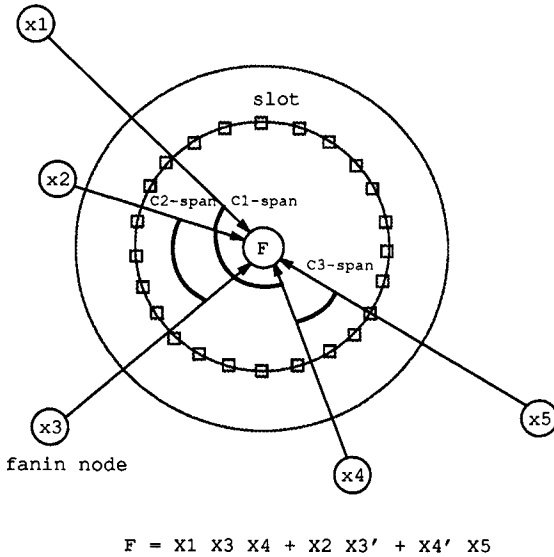 x1
slot
x2
C2-span
C1-span
F
C3-span
x3
x5
fanin node
x4
F = X1 X3 X4 + X2 X3' + X4' X5